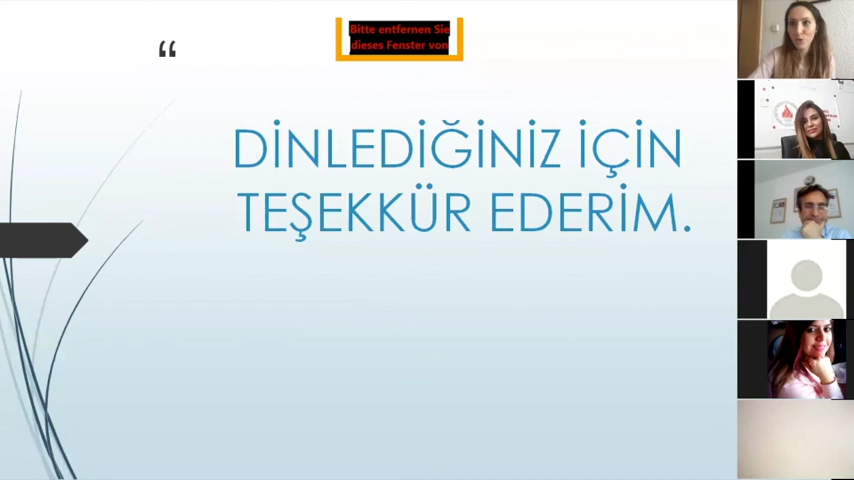 “
Bitte entfernen Sie
dieses Fenster von
DİNLEDİĞİNİZ İÇİN
TEŞEKKÜR EDERİM.